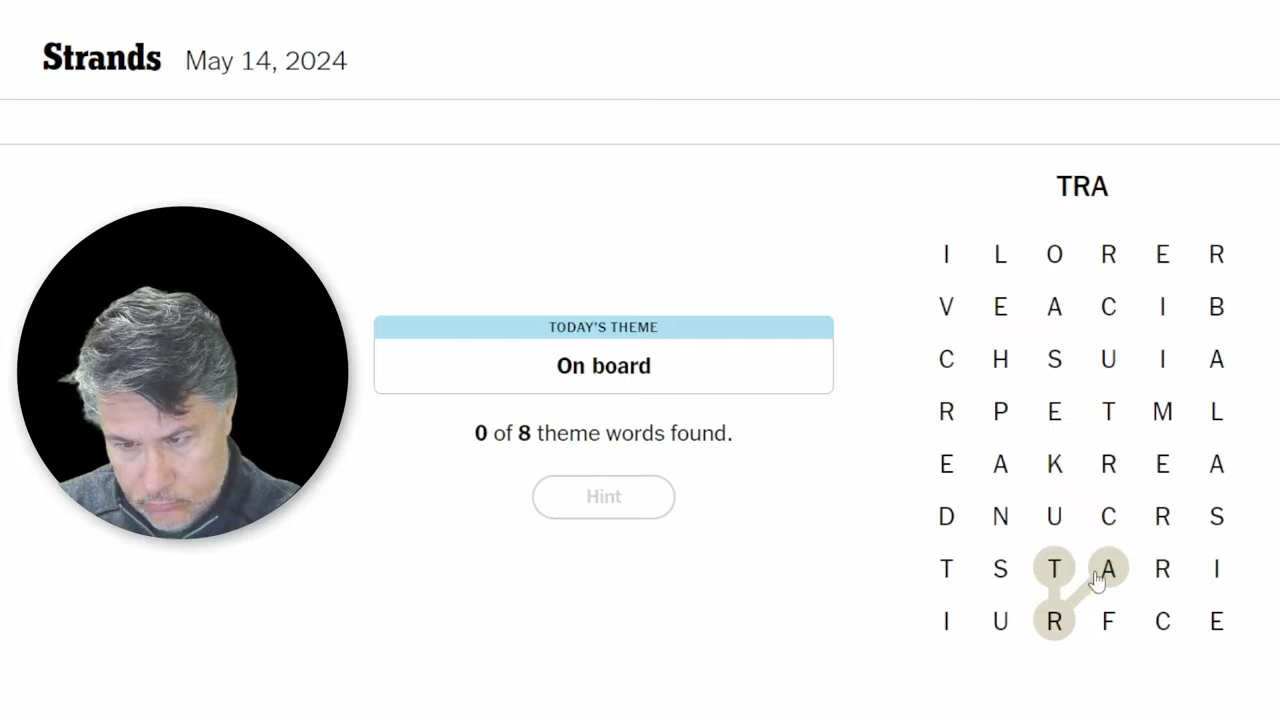 Strands May 14, 2024
TRA
TODAY'S THEME
On board
0 of 8 theme words found.
Hint
I L O R E R
V E A C I B
C H S U I A
R P E T M L
E A K R E A
D N U C R S
T S T A R I
I U R F C E